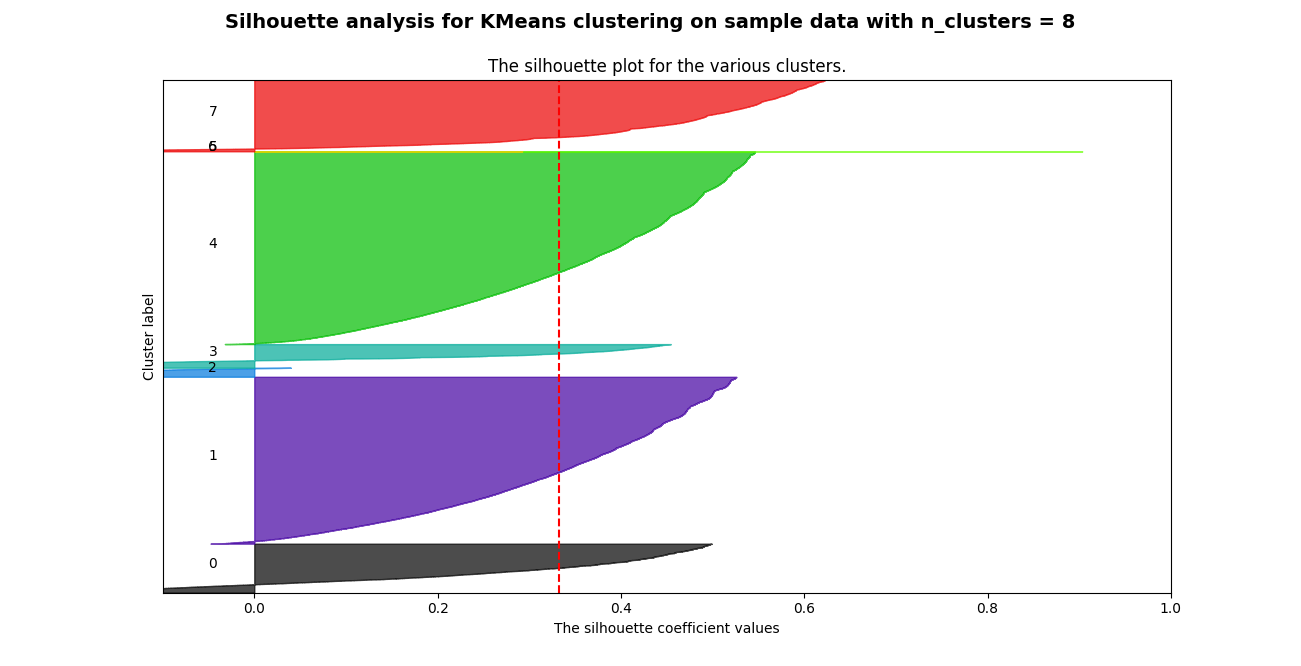 Silhouette analysis for KMeans clustering on sample data with n_clusters = 8
The silhouette plot for the various clusters.
7
6
4
3
2
1
0
Cluster label
0.0 0.2 0.4 0.6 0.8 1.0
The silhouette coefficient values